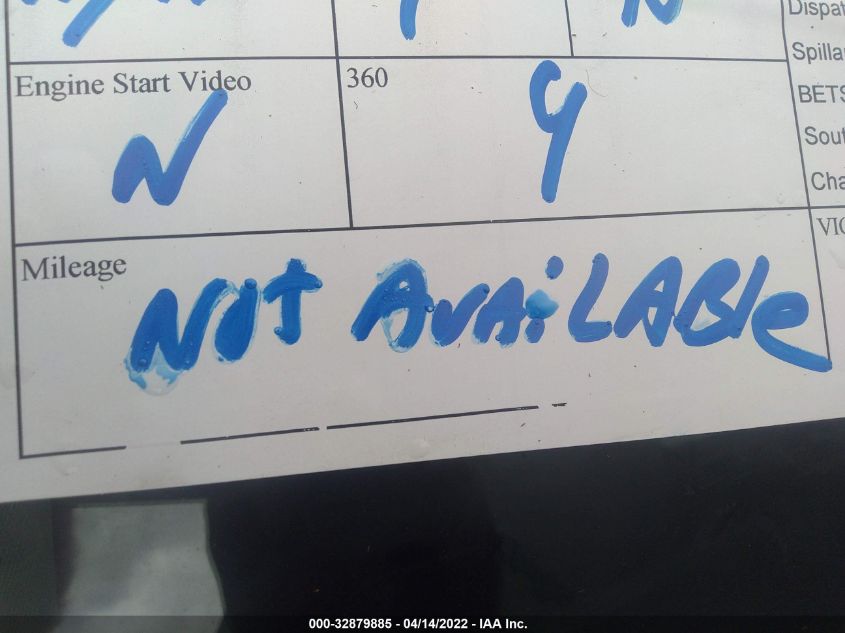 Dispat
Spilla
Engine Start Video
360
BETS
N
Y
Sout
Cha
Mileage
VIC
NOT AVAiLABle
000-32879885 - 04/14/2022 - IAA Inc.